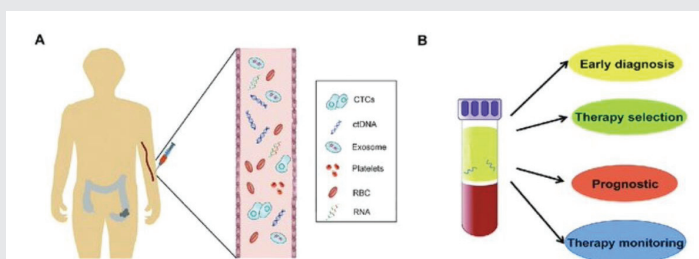 A
CTCs
ctDNA
Exosome
Platelets
RBC
RNA
B
Early diagnosis
Therapy selection
Prognostic
Therapy monitoring